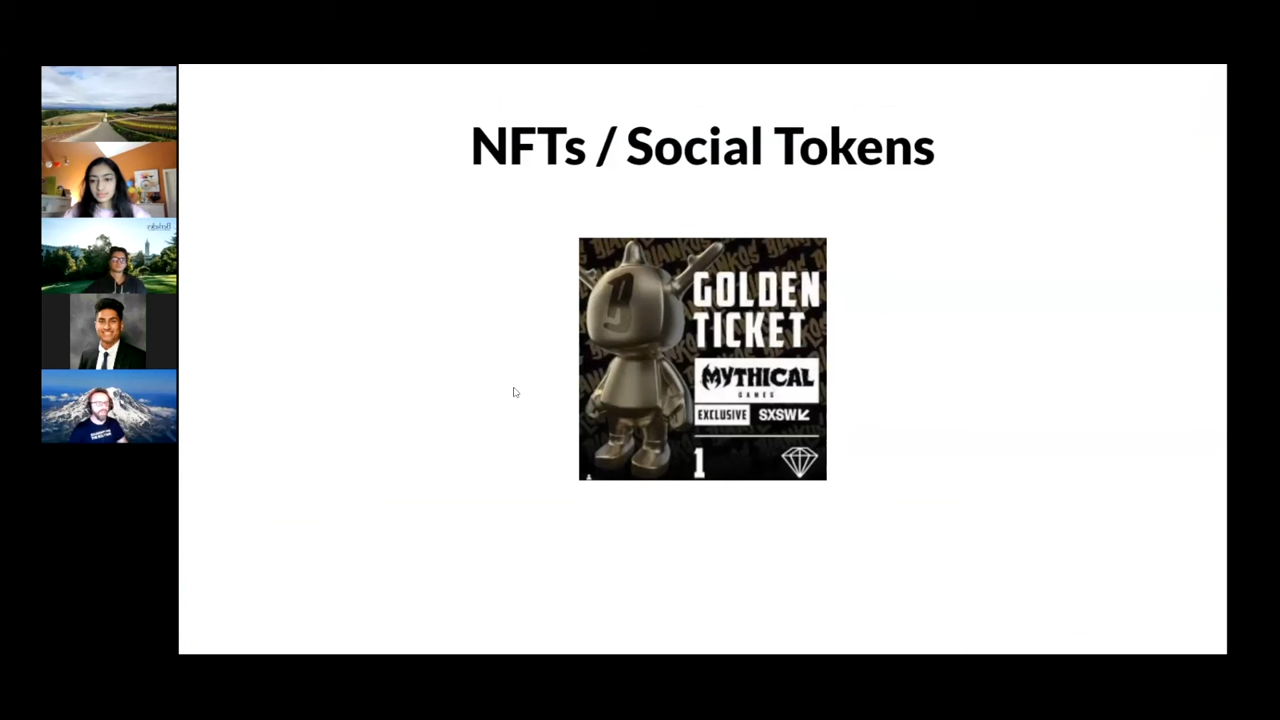 NFTs / Social Tokens
GOLDEN
TICKET
MYTHICAL
GAMES
EXCLUSIVE SXSW
1